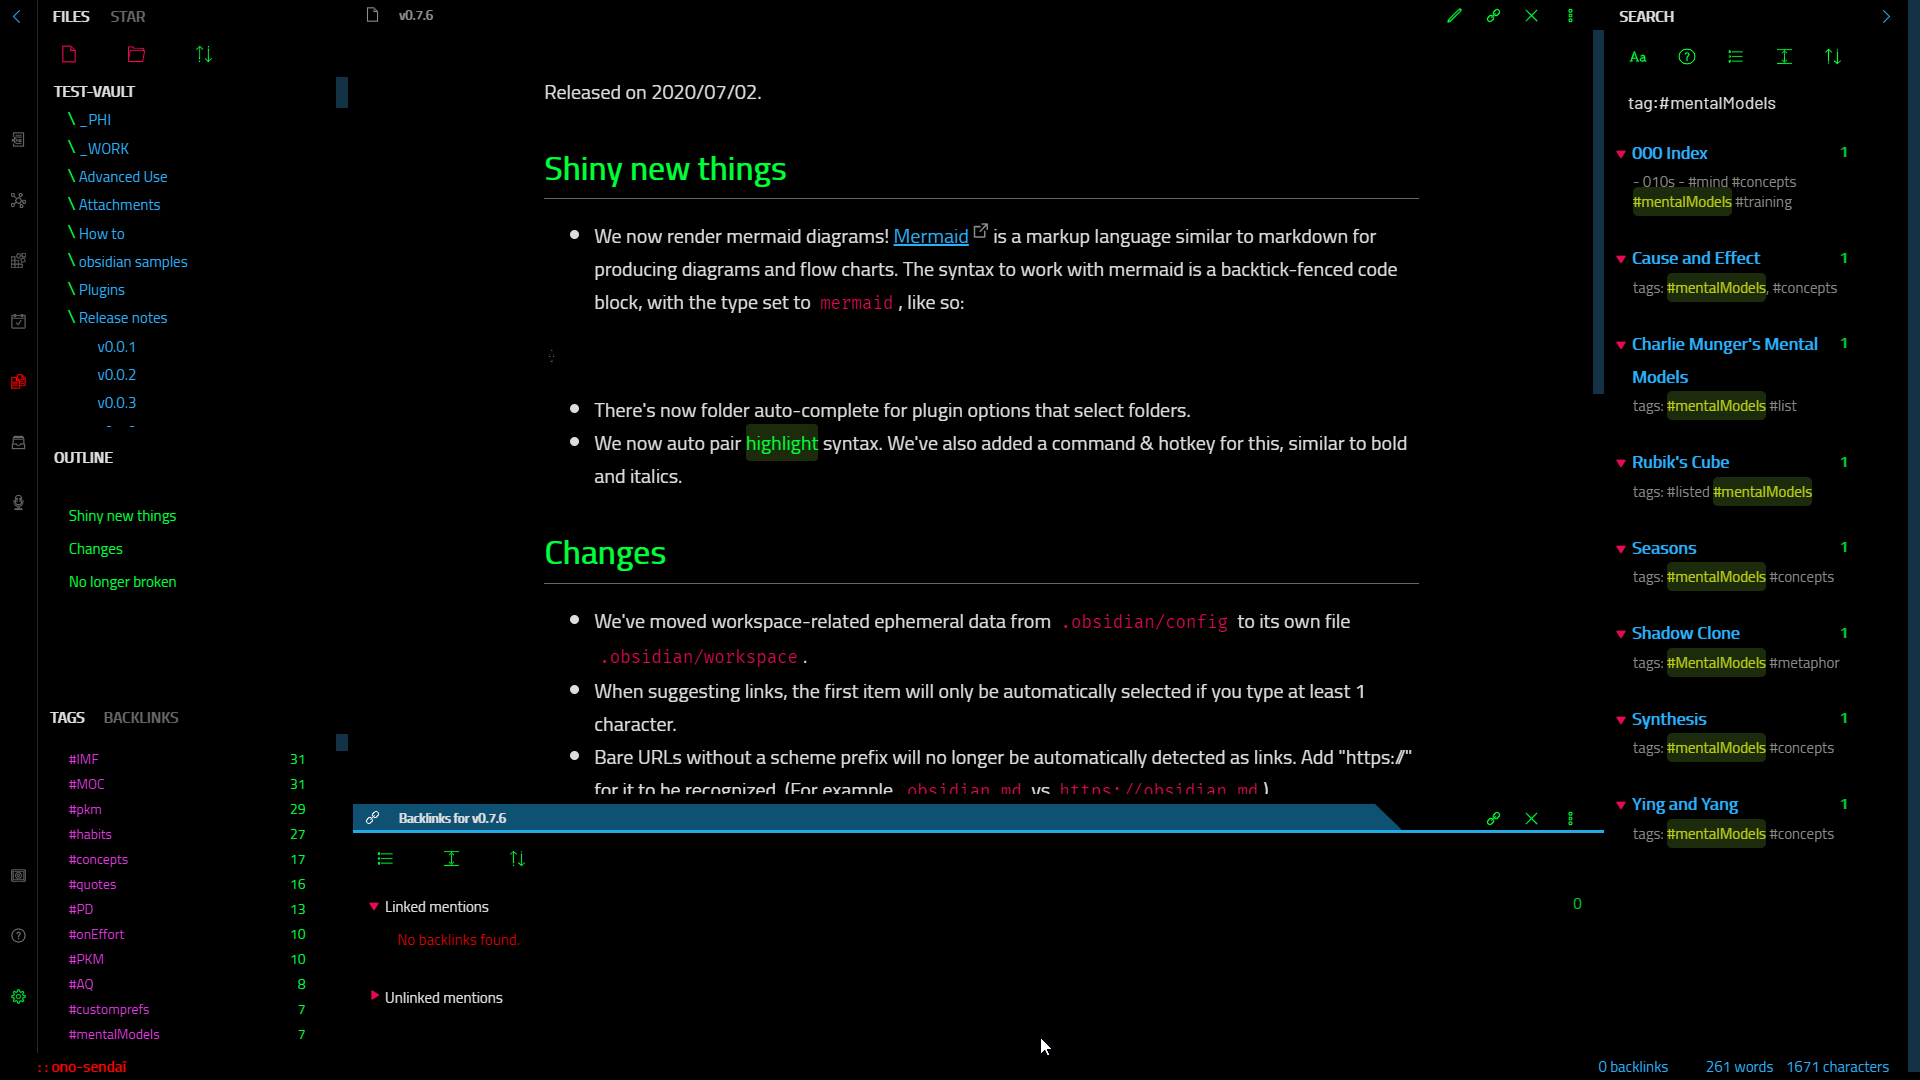 FILES STAR
TEST-VAULT
\ _PHI
\ _WORK
\ Advanced Use
\ Attachments
\ How to
\ obsidian samples
\ Plugins
\ Release notes
v0.0.1
v0.0.2
v0.0.3
OUTLINE
Shiny new things
Changes
No longer broken
TAGS BACKLINKS
#IMF 31
#MOC 31
#pkm 29
#habits 27
#concepts 17
#quotes 16
#PD 13
#onEffort 10
#PKM 10
#AQ 8
#customprefs 7
#mentalModels 7
v0.7.6
Released on 2020/07/02.
Shiny new things
We now render mermaid diagrams! Mermaid is a markup language similar to markdown for
producing diagrams and flow charts. The syntax to work with mermaid is a backtick-fenced code
block, with the type set to mermaid , like so:
There's now folder auto-complete for plugin options that select folders.
We now auto pair highlight syntax. We've also added a command & hotkey for this, similar to bold
and italics.
Changes
We've moved workspace-related ephemeral data from .obsidian/config to its own file
.obsidian/workspace .
When suggesting links, the first item will only be automatically selected if you type at least 1
character.
Bare URLs without a scheme prefix will no longer be automatically detected as links. Add "https://"
for it to be recognized. (For example, obsidian.md vs https://obsidian.md )
Backlinks for v0.7.6
Linked mentions 0
No backlinks found.
Unlinked mentions
SEARCH
Aa
tag:#mentalModels
000 Index 1
- 010s - #mind #concepts
#mentalModels #training
Cause and Effect 1
tags: #mentalModels, #concepts
Charlie Munger's Mental 1
Models
tags: #mentalModels #list
Rubik's Cube 1
tags: #listed #mentalModels
Seasons 1
tags: #mentalModels #concepts
Shadow Clone 1
tags: #MentalModels #metaphor
Synthesis 1
tags: #mentalModels #concepts
Ying and Yang 1
tags: #mentalModels #concepts
:: ono-sendaî
0 backlinks 261 words 1671 characters